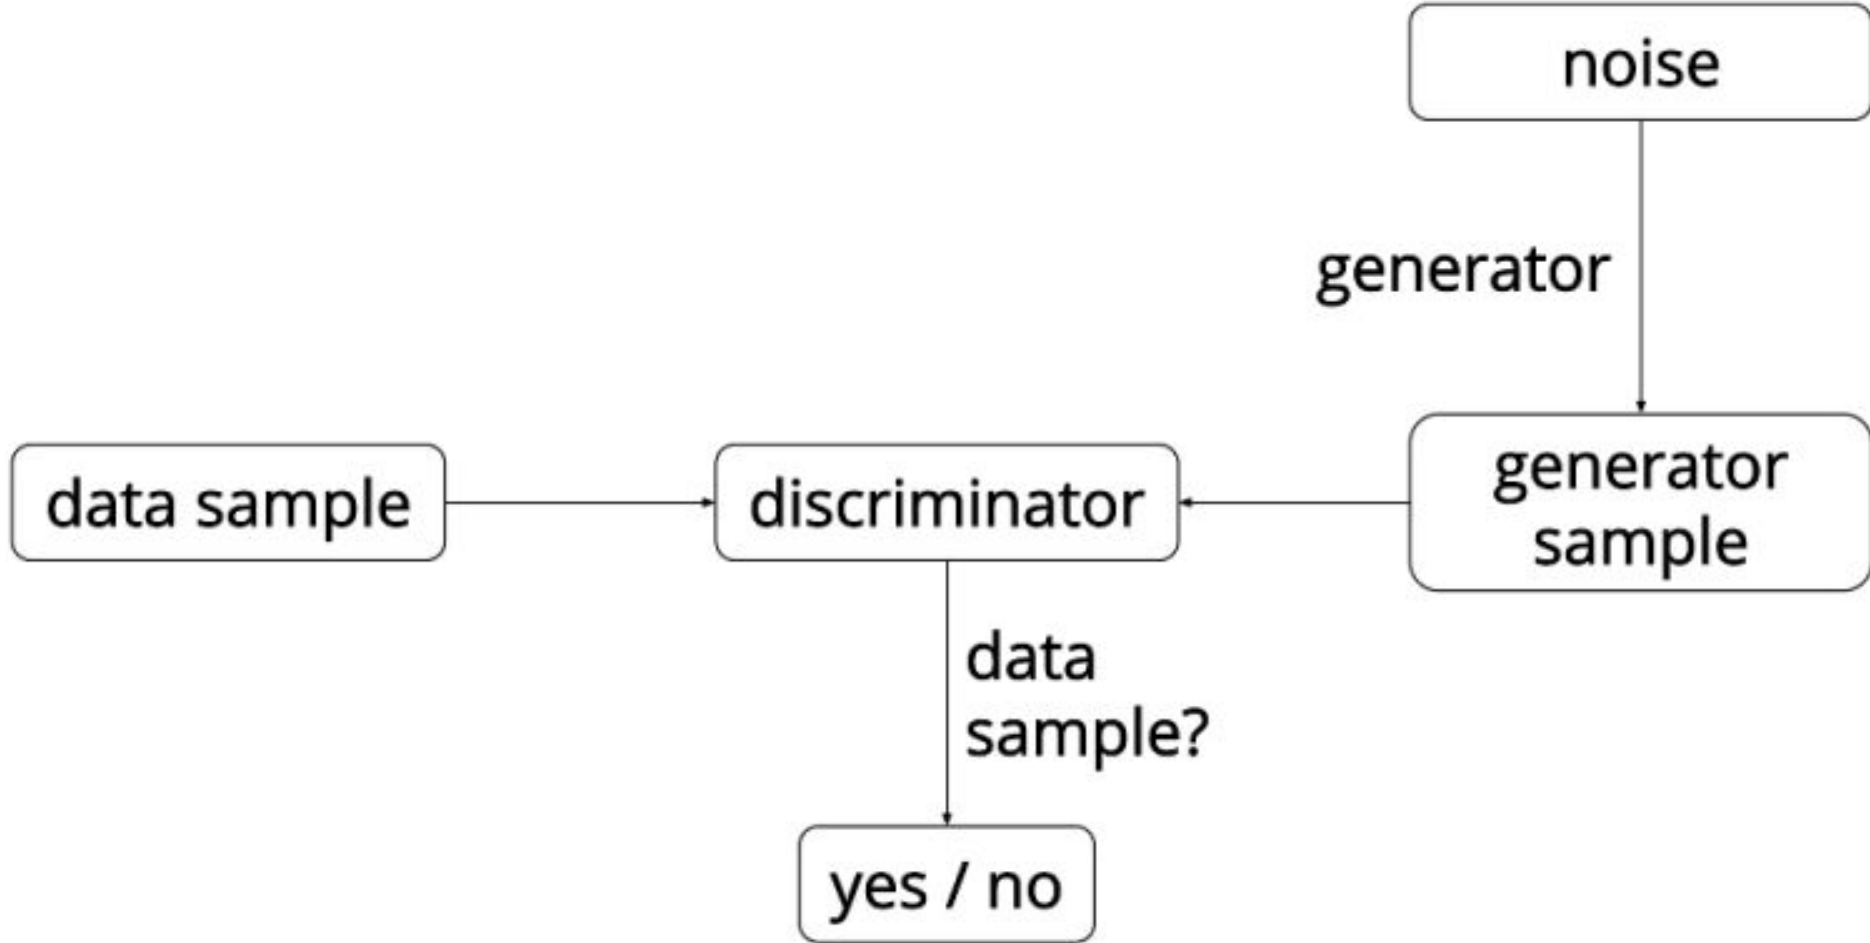 noise
generator
data sample
discriminator
generator
sample
data
sample?
yes / no